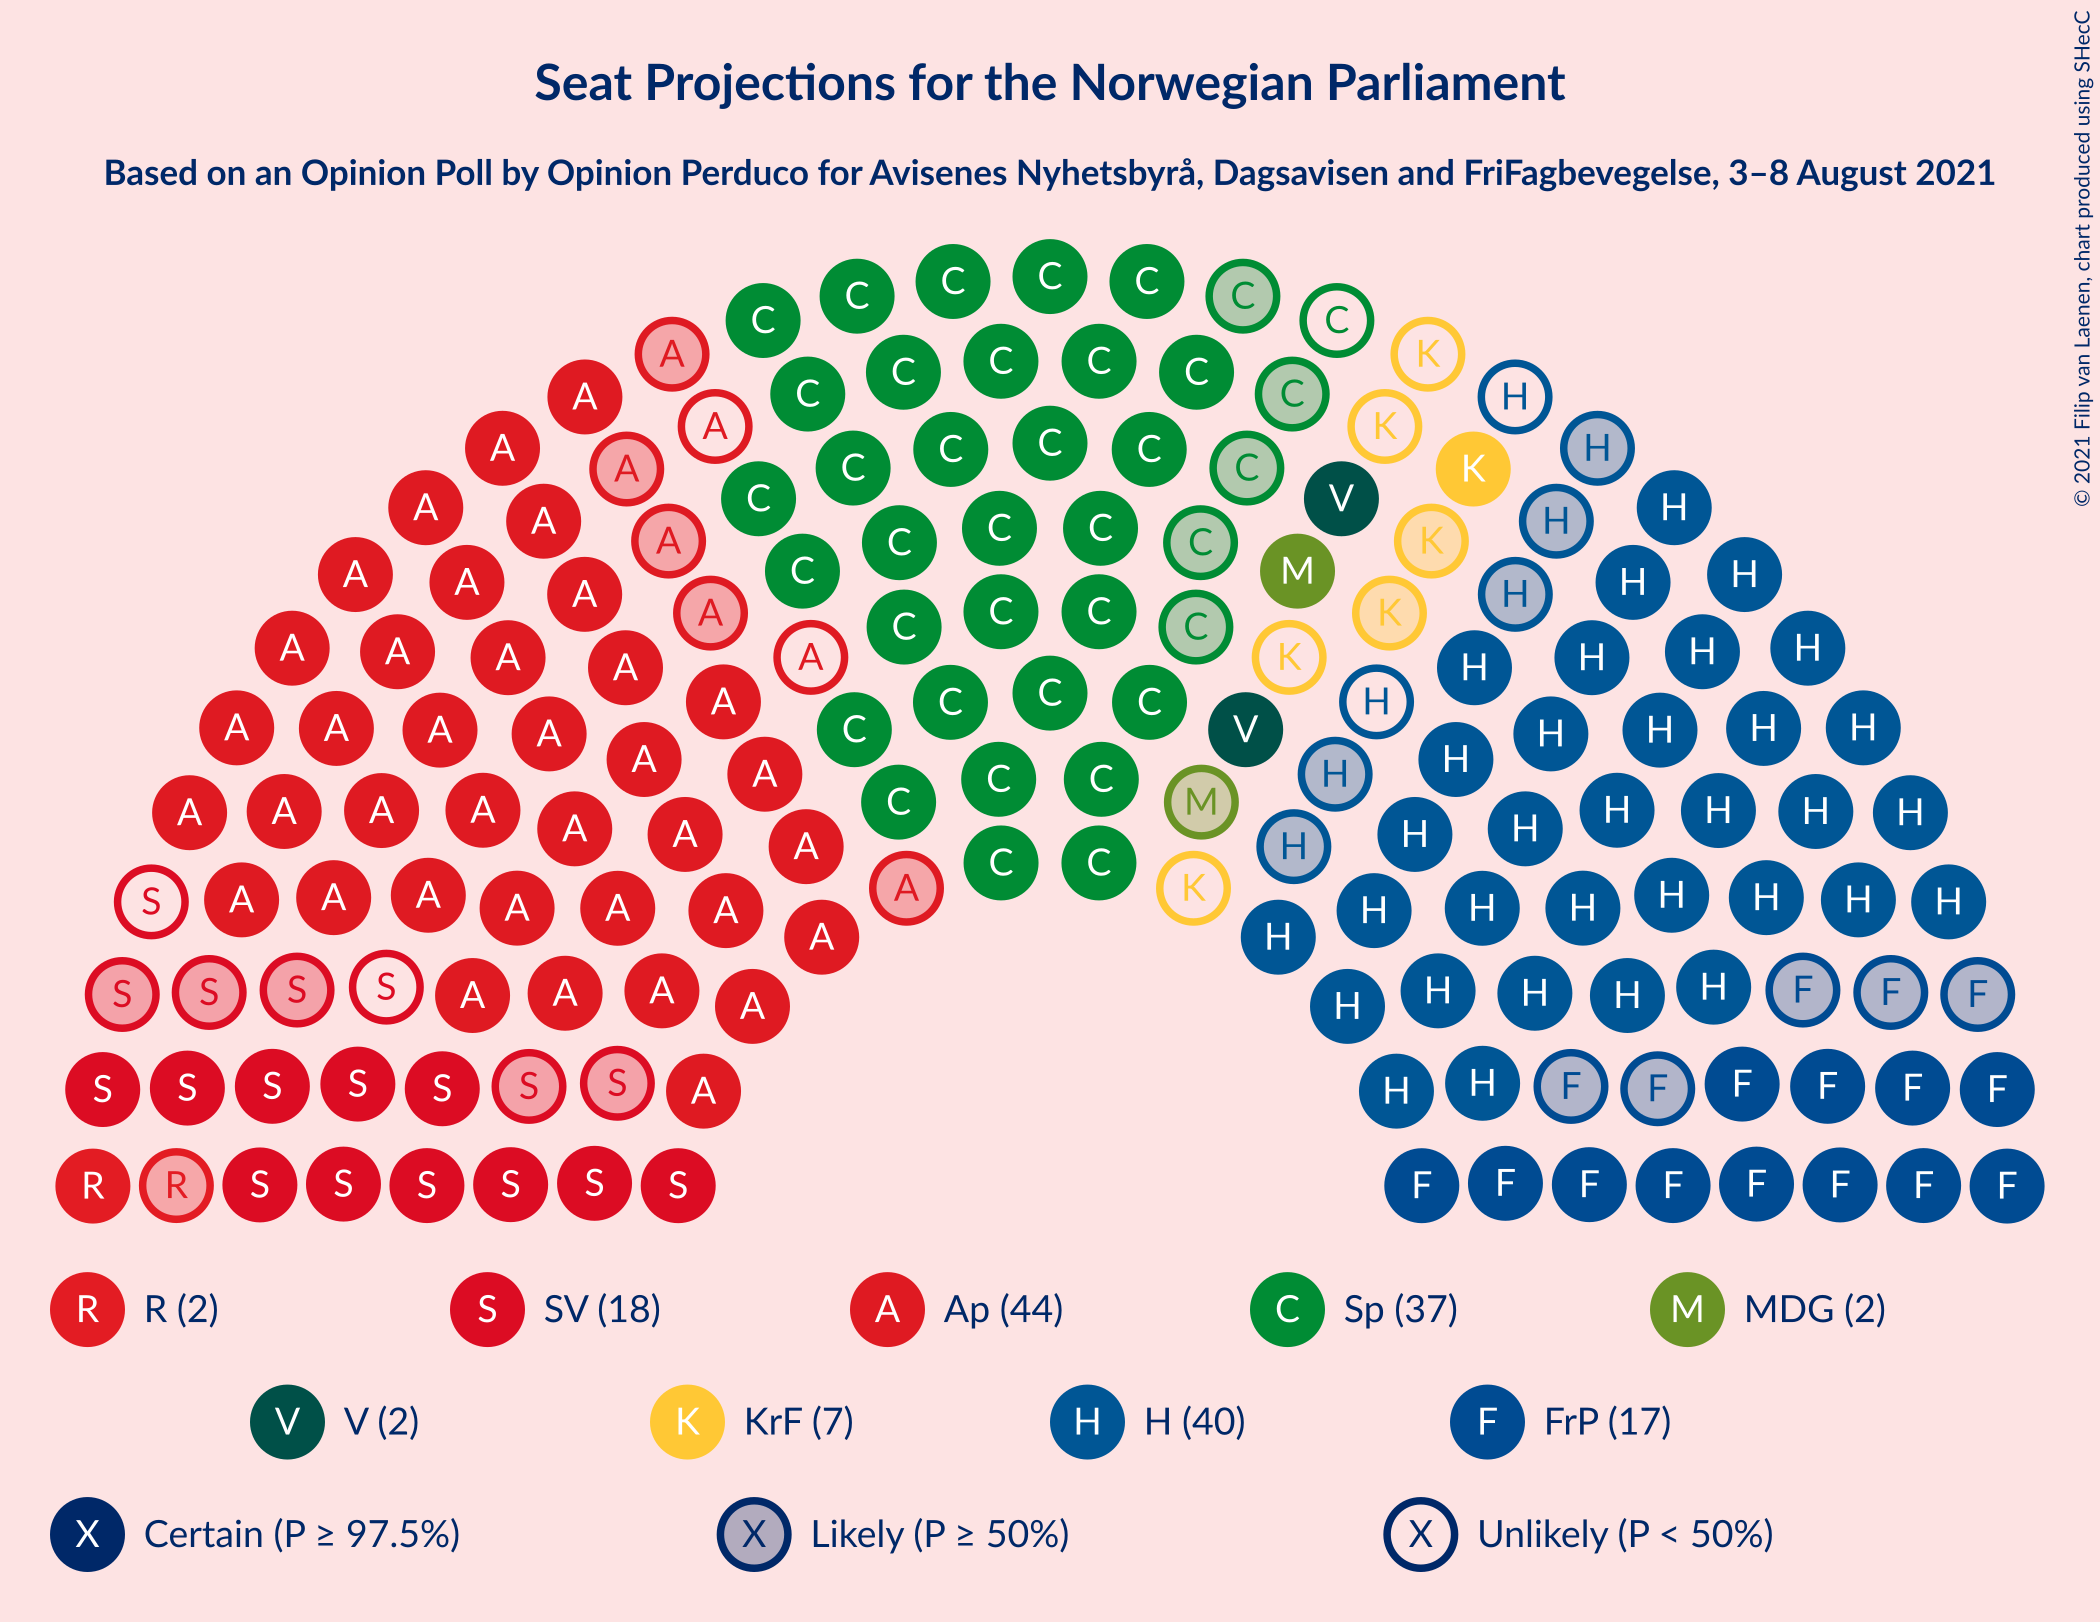 Seat Projections for the Norwegian Parliament
Based on an Opinion Poll by Opinion Perduco for Avisenes Nyhetsbyrå, Dagsavisen and FriFagbevegelse, 3–8 August 2021
© 2021 Filip van Laenen, chart produced using SHecC
C C C C C C C
A C K
A C C C C C H
A A C K H
A A C C C C C V K H
A A C C C C K H
A A A C M H H
A A A C C C C K K H H
A A A A A C C C K H H H H H
A A A A A A C V H H H H H
A A A A A A A C C C M H H H H H H H
S A A A A A A A A C C K H H H H H H H H
S S S S A A A A H H H H H F F F
S S S S S S S A H H F F F F F F
R R S S S S S S F F F F F F F F
R R (2) S SV (18) A Ap (44) C Sp (37) M MDG (2)
V V (2) K KrF (7) H H (40) F FrP (17)
X Certain (P ≥ 97.5%) X Likely (P ≥ 50%) X Unlikely (P < 50%)